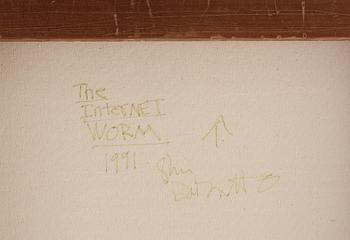 The
InterNET
WORM
1991